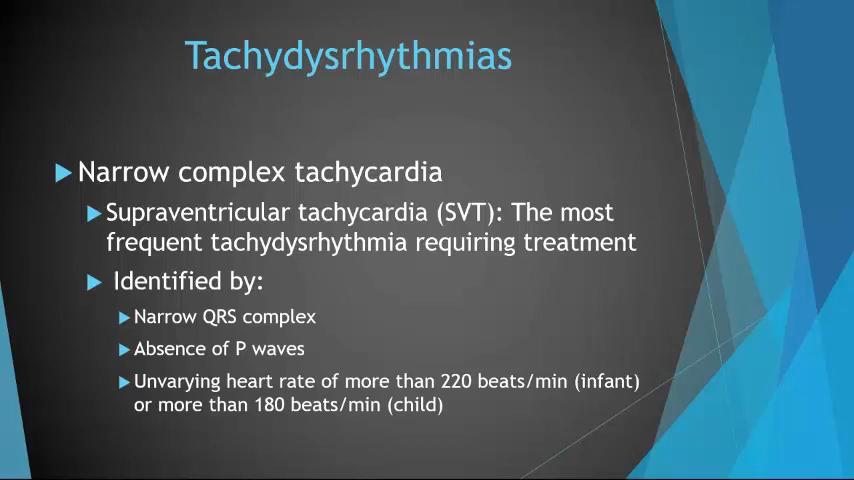 Tachydysrhythmias
Narrow complex tachycardia
Supraventricular tachycardia (SVT): The most
frequent tachydysrhythmia requiring treatment
Identified by:
Narrow QRS complex
Absence of P waves
Unvarying heart rate of more than 220 beats/min (infant)
or more than 180 beats/min (child)